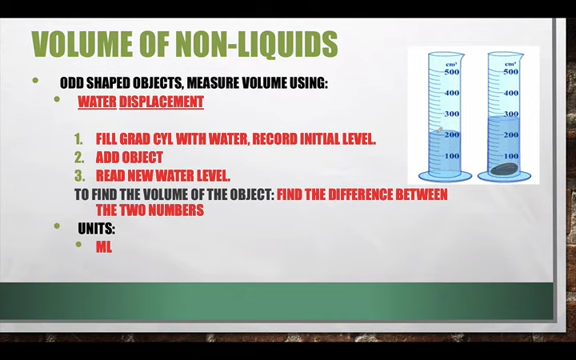 VOLUME OF NON-LIQUIDS
• ODD SHAPED OBJECTS, MEASURE VOLUME USING:
• WATER DISPLACEMENT
1. FILL GRAD CYL WITH WATER, RECORD INITIAL LEVEL.
2. ADD OBJECT
3. READ NEW WATER LEVEL.
TO FIND THE VOLUME OF THE OBJECT: FIND THE DIFFERENCE BETWEEN
THE TWO NUMBERS
• UNITS:
• ML
cm³
500
400
300
200
100
cm³
500
400
300
200
100